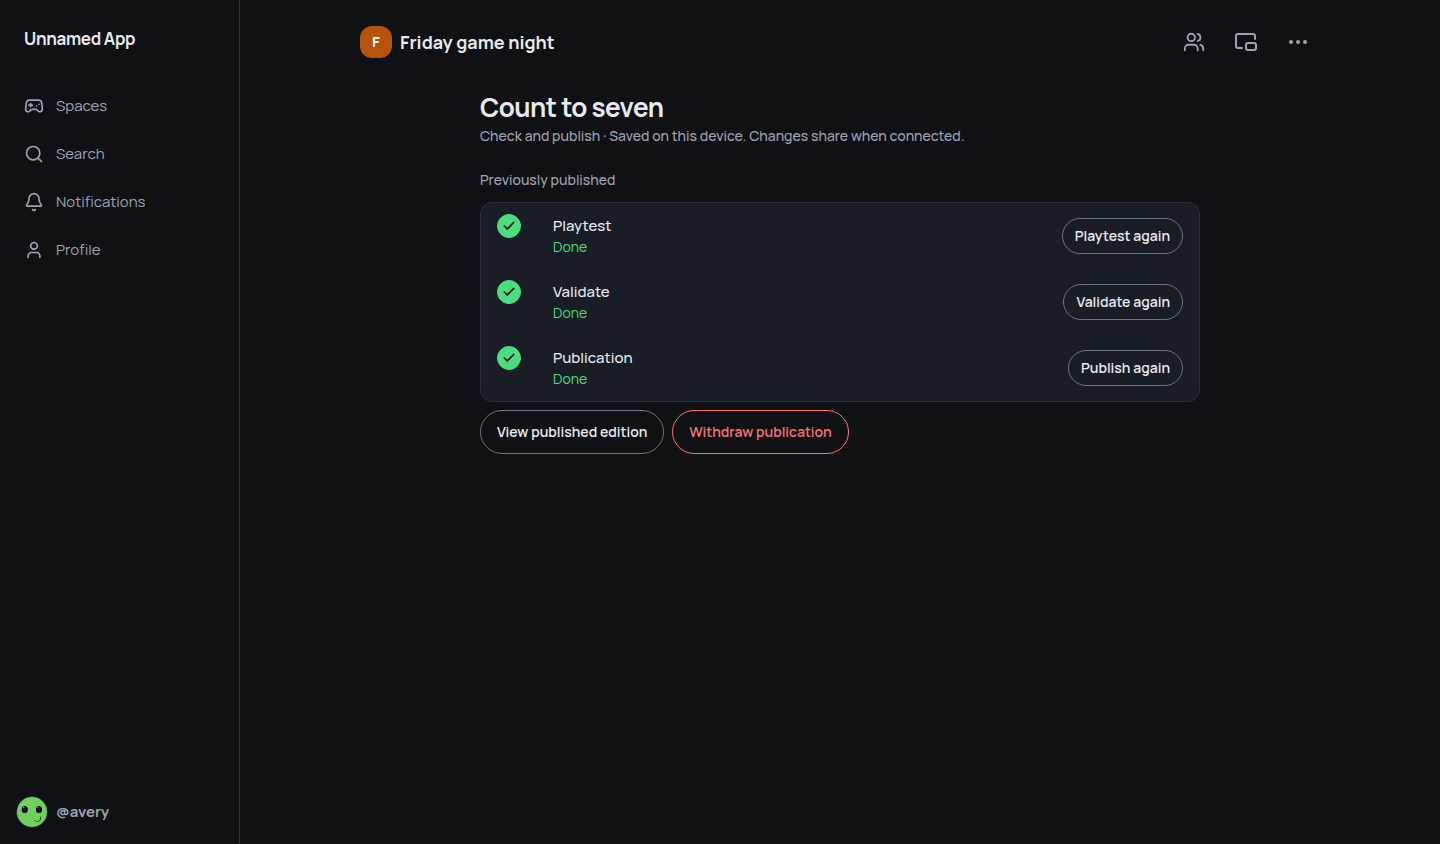 Unnamed App
Spaces
Search
Notifications
Profile
@avery
F Friday game night
Count to seven
Check and publish · Saved on this device. Changes share when connected.
Previously published
Playtest
Done
Playtest again
Validate
Done
Validate again
Publication
Done
Publish again
View published edition
Withdraw publication